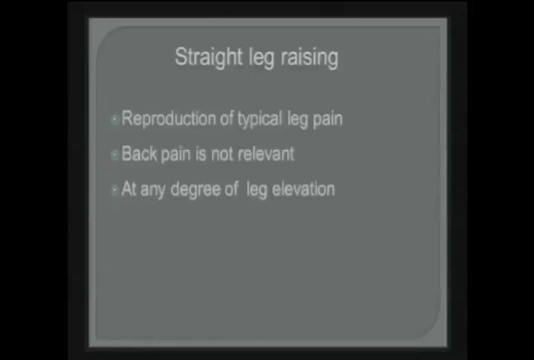 Straight leg raising
Reproduction of typical leg pain
Back pain is not relevant
At any degree of leg elevation